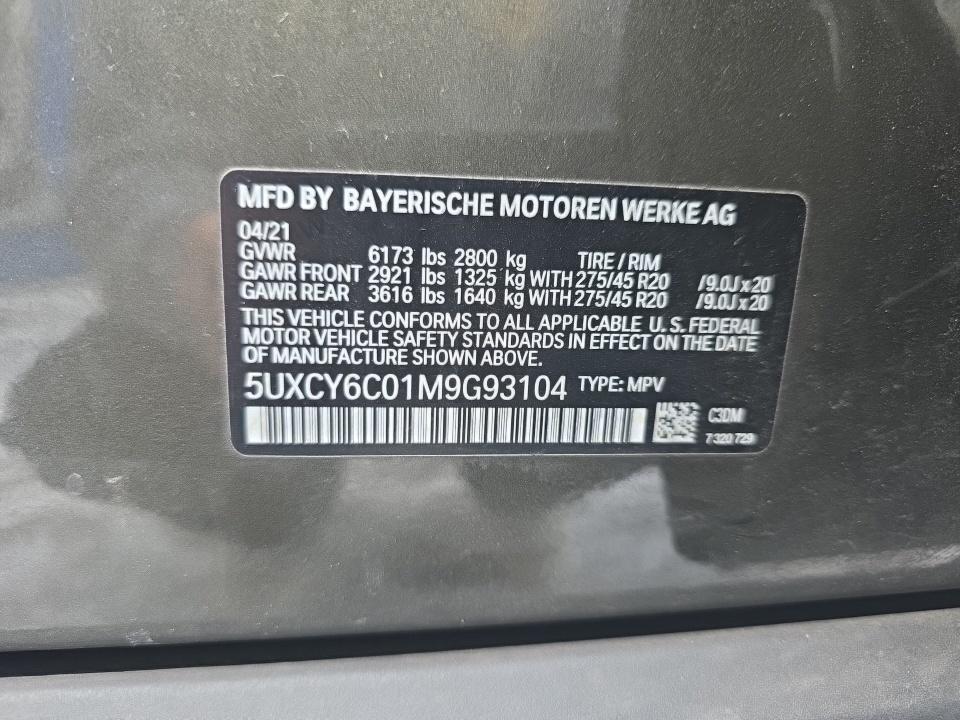 MFD BY BAYERISCHE MOTOREN WERKE AG
04/21
GVWR 6173 lbs 2800 kg TIRE / RIM
GAWR FRONT 2921 lbs 1325 kg WITH 275/45 R20 /9.0J x 20
GAWR REAR 3616 lbs 1640 kg WITH 275/45 R20 /9.0J x 20
THIS VEHICLE CONFORMS TO ALL APPLICABLE U. S. FEDERAL
MOTOR VEHICLE SAFETY STANDARDS IN EFFECT ON THE DATE
OF MANUFACTURE SHOWN ABOVE.
5UXCY6C01M9G93104 TYPE: MPV
C3DM
7 320 729